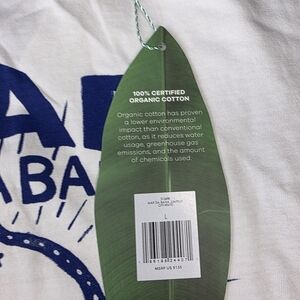 100% CERTIFIED
ORGANIC COTTON
Organic cotton has proven
a lower environmental
impact than conventional
cotton, as it reduces water
usage, greenhouse gas
emissions, and the amount
of chemicals used.
ABA
L